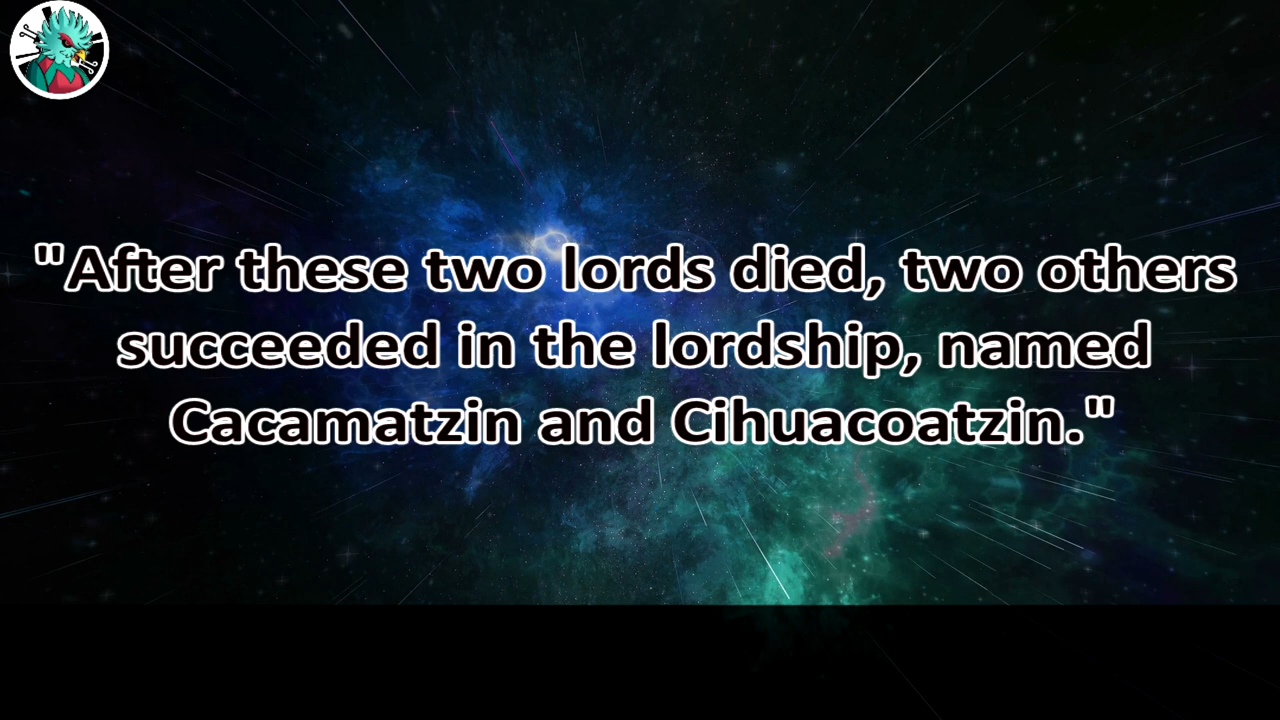 "After these two lords died, two others
succeeded in the lordship, named
Cacamatzin and Cihuacoatzin."